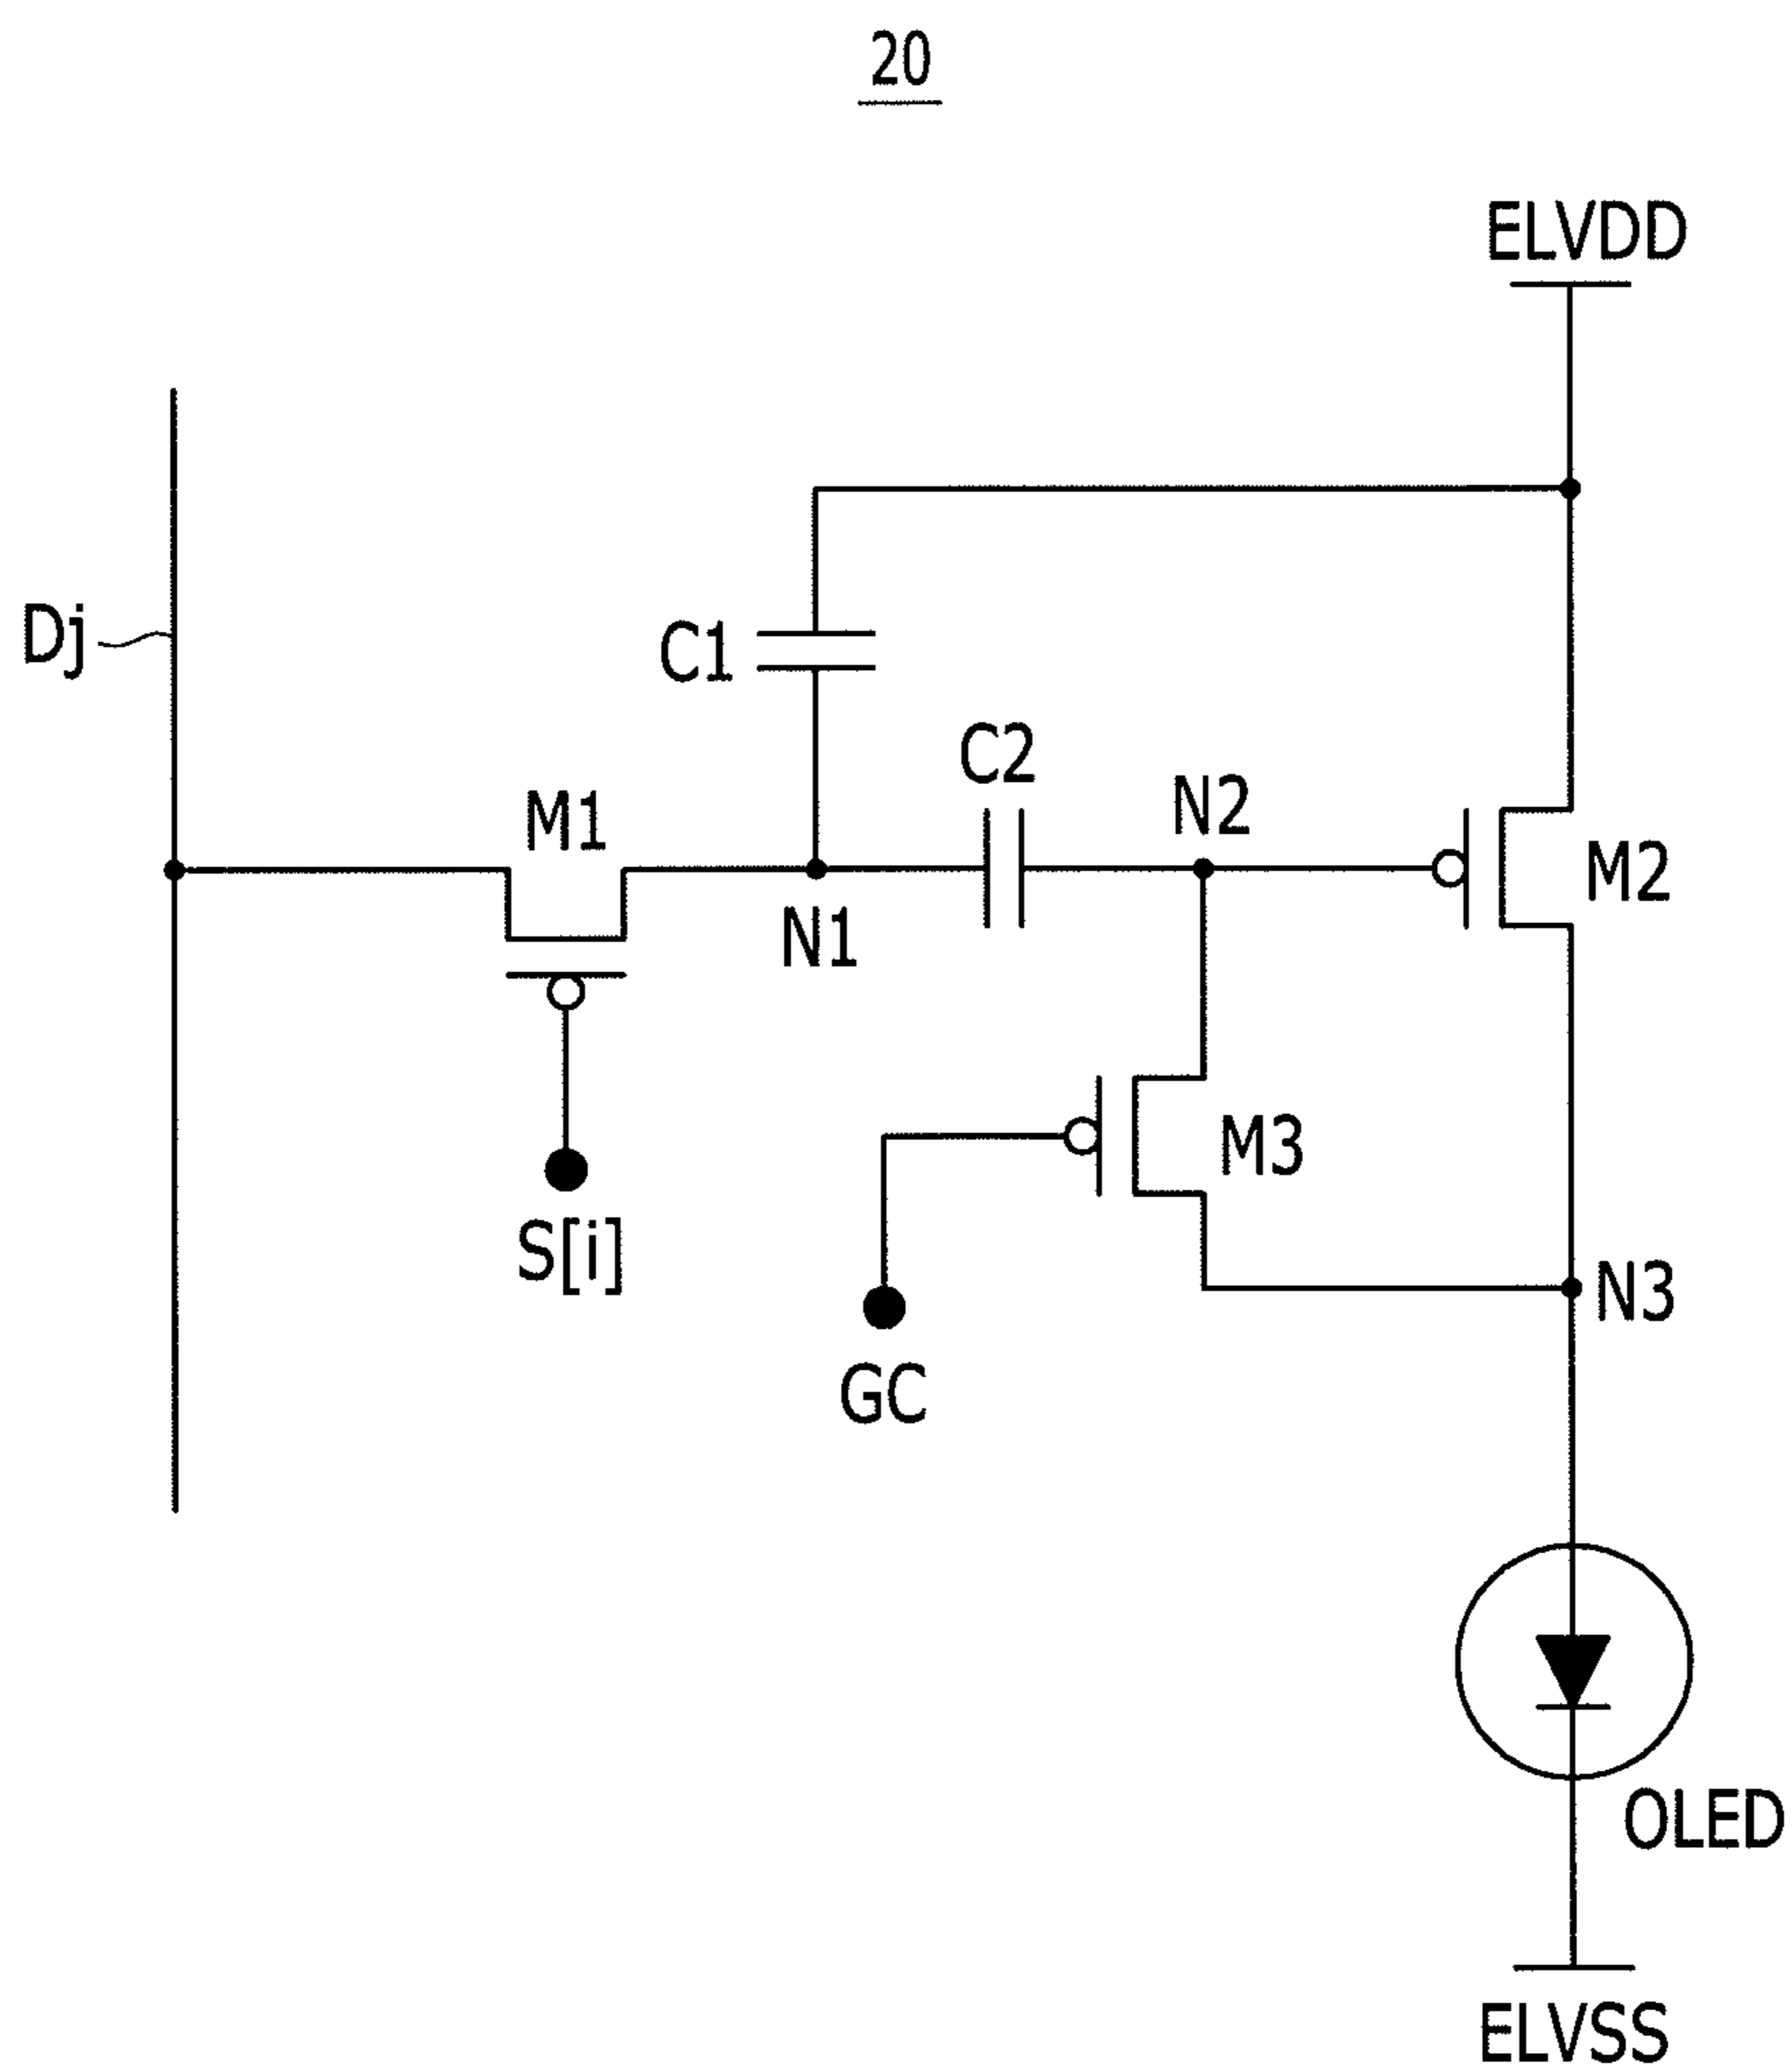 20
ELVDD
Dj
C1
C2
N2
M1
M2
N1
M3
S[i]
N3
GC
OLED
ELVSS